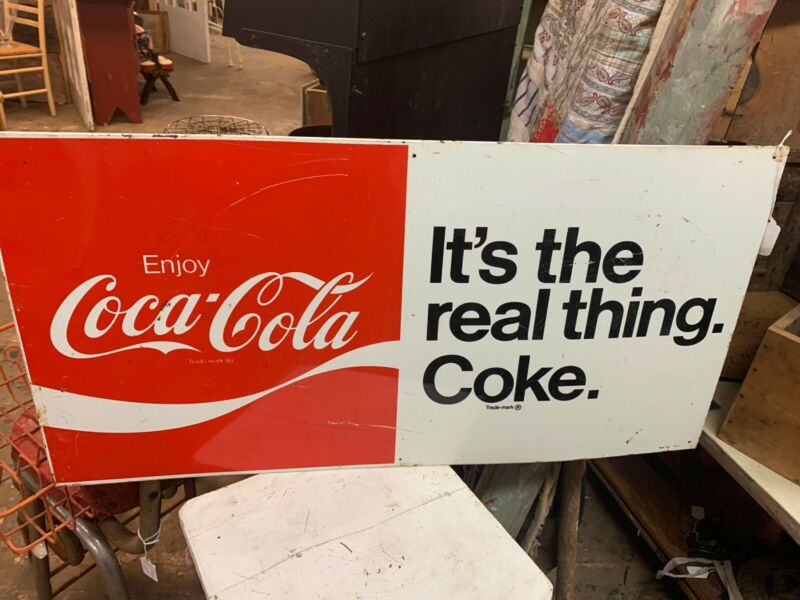 Enjoy
Coca-Cola
Trade-mark ®
It's the
real thing.
Coke.
Trade-mark ®